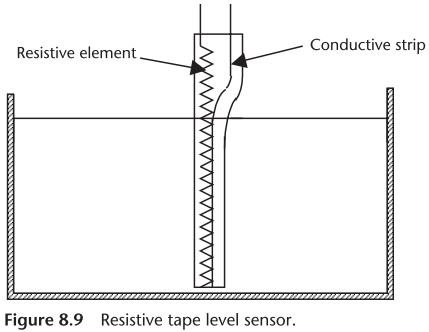 Resistive element
Conductive strip
Figure 8.9 Resistive tape level sensor.